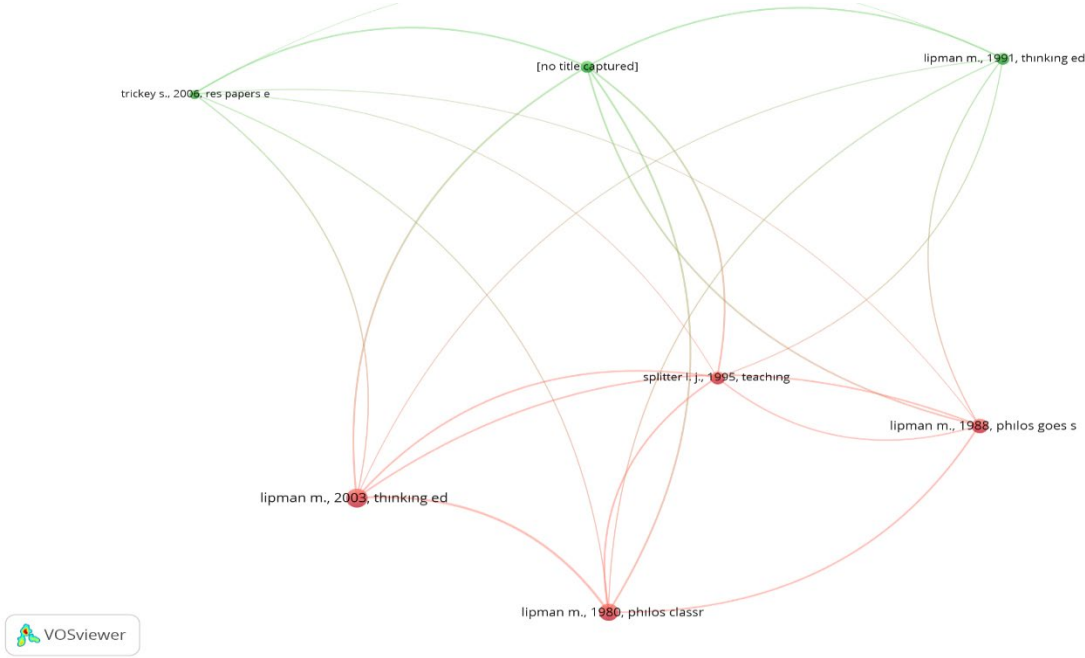 [no title captured]
lipman m., 1991, thinking ed
trickey s., 2006, res papers e
splitter l. j., 1995, teaching
lipman m., 1988, philos goes s
lipman m., 2003, thinking ed
lipman m., 1980, philos classr
VOSviewer